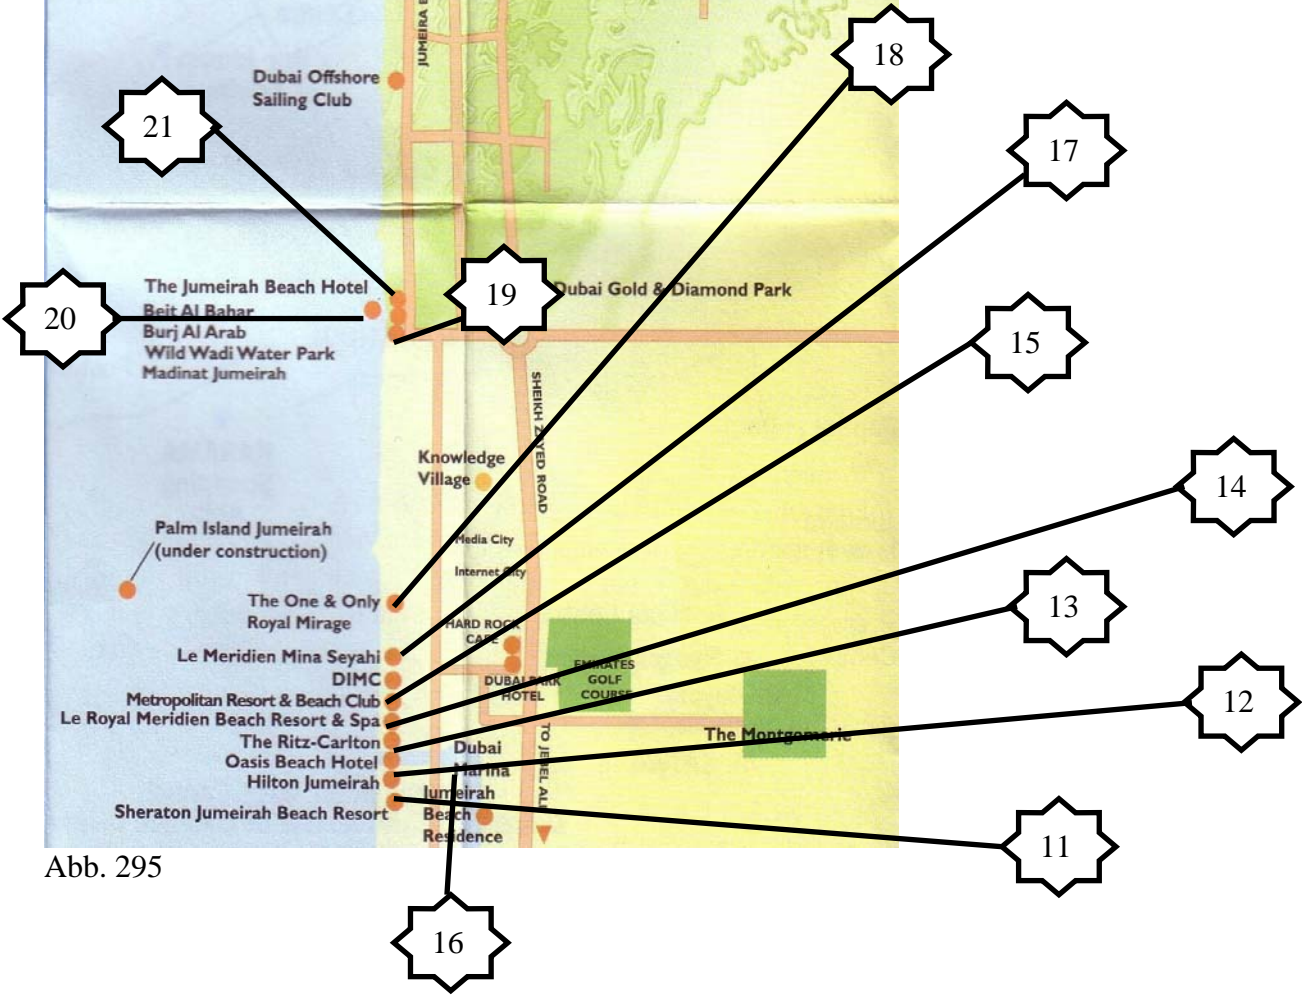 JUMEIRA
18
Dubai Offshore
Sailing Club
21
17
The Jumeirah Beach Hotel
19
Dubai Gold & Diamond Park
20
Beit Al Bahar
Burj Al Arab
Wild Wadi Water Park
Madinat Jumeirah
15
SHEIKH ZAYED ROAD
Knowledge
Village
14
Palm Island Jumeirah
(under construction)
Media City
Internet City
The One & Only
Royal Mirage
13
HARD ROCK
CAFE
Le Meridien Mina Seyahi
EMIRATES
GOLF
COURSE
DIMC
DUBAI PARK
HOTEL
Metropolitan Resort & Beach Club
12
Le Royal Meridien Beach Resort & Spa
The Ritz-Carlton
The Montgomerie
Oasis Beach Hotel
Dubai
Marina
TO JEBEL ALI
Hilton Jumeirah
Jumeirah
Beach
Residence
Sheraton Jumeirah Beach Resort
11
Abb. 295
16